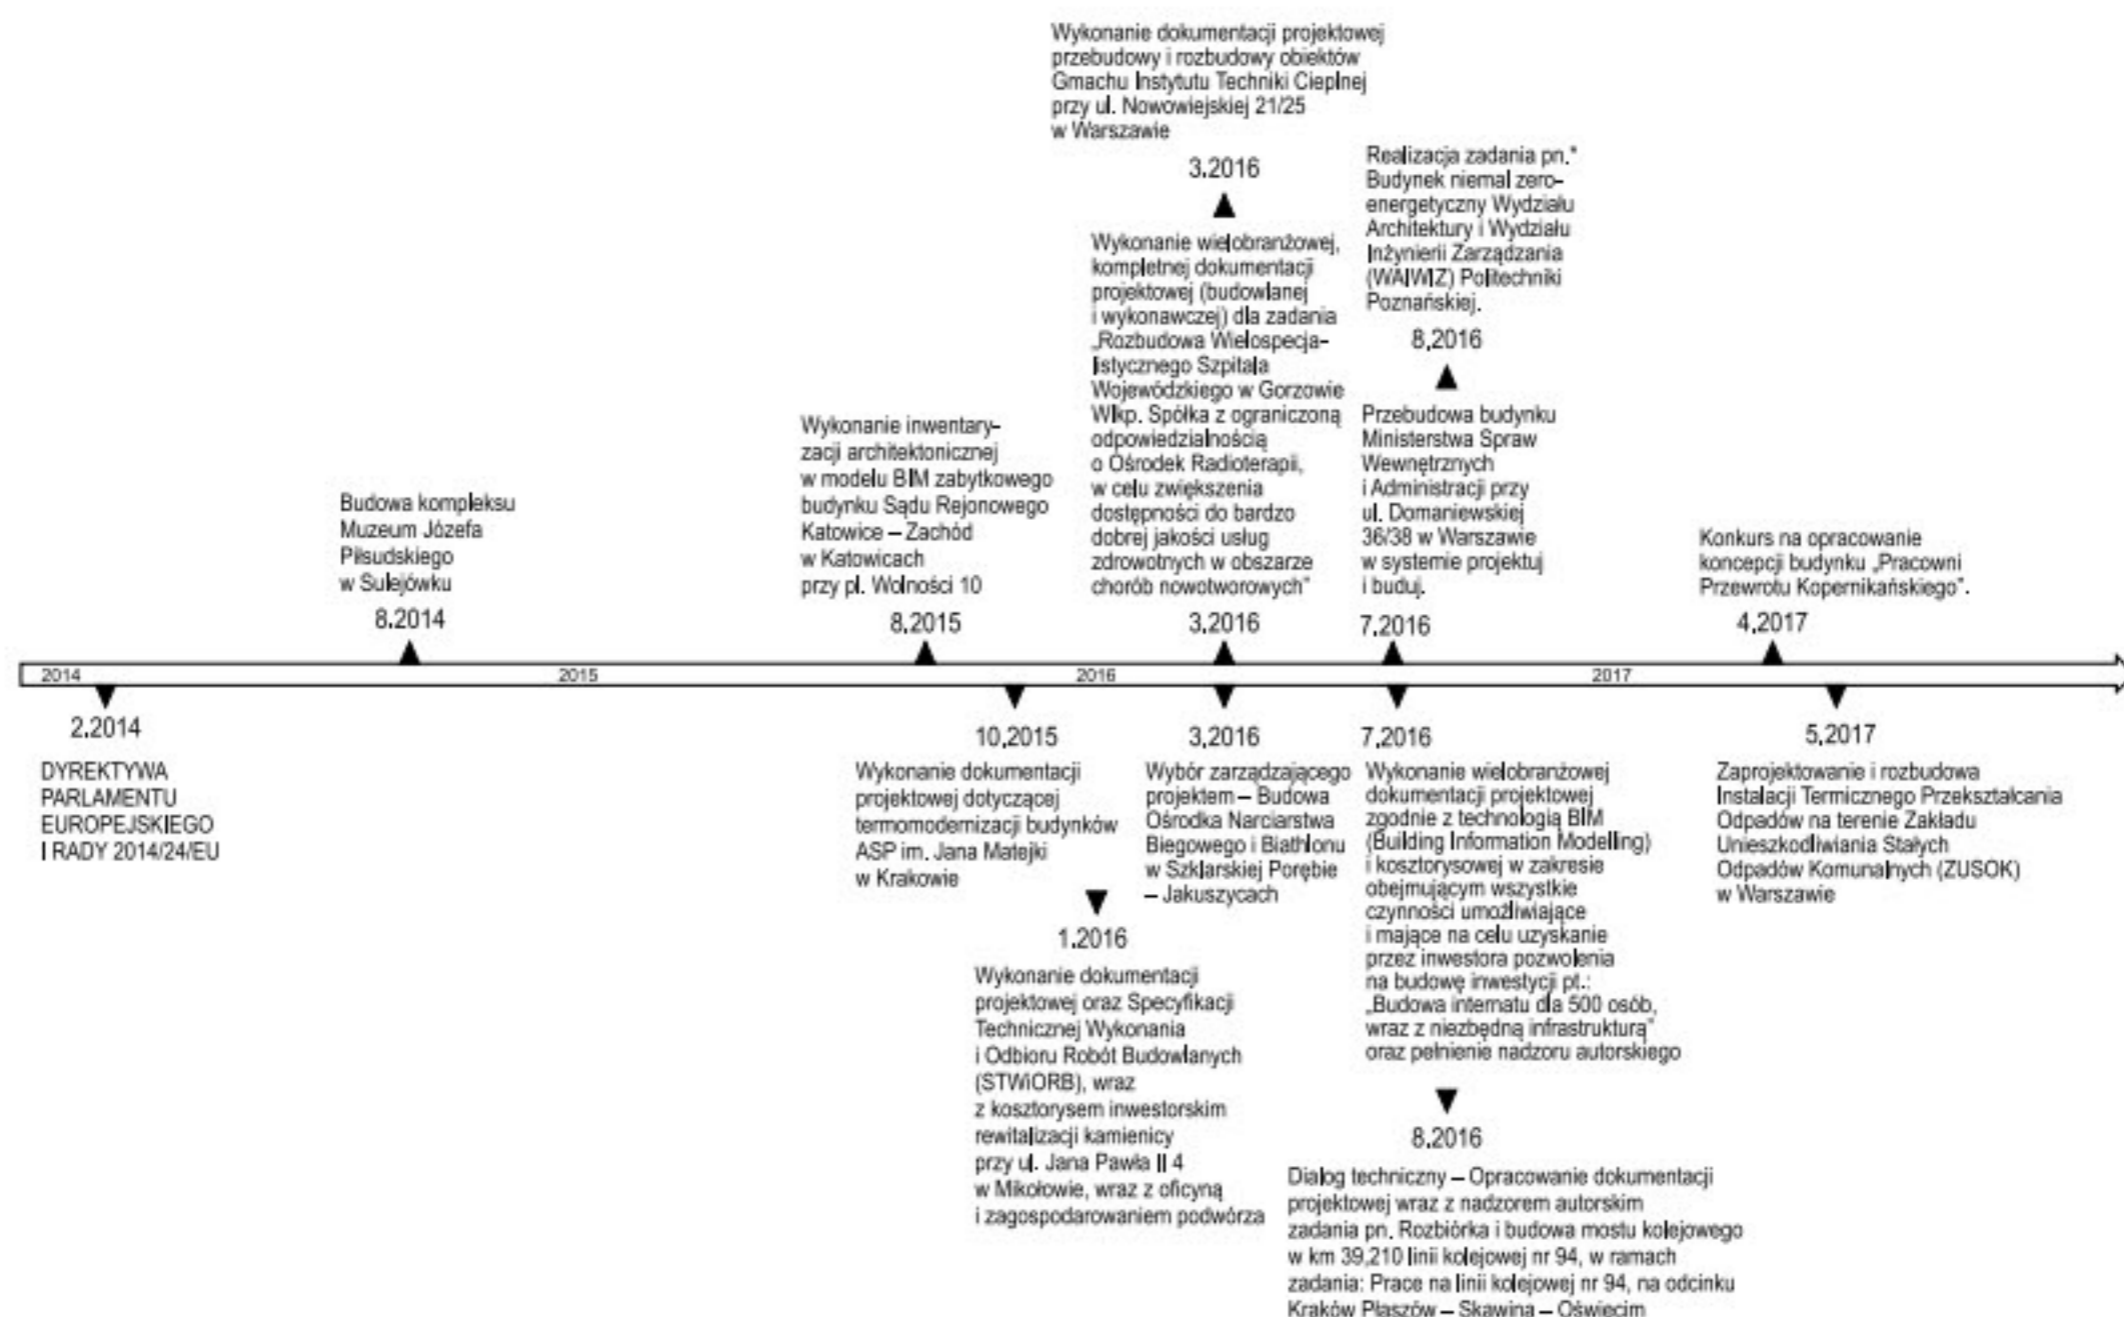 Wykonanie dokumentacji projektowej
przebudowy i rozbudowy obiektów
Gmachu Instytutu Techniki Cieplnej
przy ul. Nowowiejskiej 21/25
w Warszawie
3.2016
Realizacja zadania pn.*
Budynek niemal zero-
energetyczny Wydziału
Architektury i Wydziału
Inżynierii Zarządzania
(WAIWIZ) Politechniki
Poznańskiej.
8.2016
Wykonanie wielobranżowej,
kompletnej dokumentacji
projektowej (budowlanej
i wykonawczej) dla zadania
„Rozbudowa Wielospecja-
listycznego Szpitala
Wojewódzkiego w Gorzowie
Wlkp. Spółka z ograniczoną
odpowiedzialnością
o Ośrodek Radioterapii,
w celu zwiększenia
dostępności do bardzo
dobrej jakości usług
zdrowotnych w obszarze
chorób nowotworowych”
3.2016
Przebudowa budynku
Ministerstwa Spraw
Wewnętrznych
i Administracji przy
ul. Domaniewskiej
36/38 w Warszawie
w systemie projektuj
i buduj.
7.2016
Wykonanie inwentary-
zacji architektonicznej
w modelu BIM zabytkowego
budynku Sądu Rejonowego
Katowice – Zachód
w Katowicach
przy pl. Wolności 10
8.2015
Budowa kompleksu
Muzeum Józefa
Piłsudskiego
w Sulejówku
8.2014
Konkurs na opracowanie
koncepcji budynku „Pracowni
Przewrotu Kopernikańskiego”.
4.2017
2014 2015 2016 2017
2.2014
DYREKTYWA
PARLAMENTU
EUROPEJSKIEGO
I RADY 2014/24/EU
10.2015
Wykonanie dokumentacji
projektowej dotyczącej
termomodernizacji budynków
ASP im. Jana Matejki
w Krakowie
1.2016
Wykonanie dokumentacji
projektowej oraz Specyfikacji
Technicznej Wykonania
i Odbioru Robót Budowlanych
(STWiORB), wraz
z kosztorysem inwestorskim
rewitalizacji kamienicy
przy ul. Jana Pawła II 4
w Mikołowie, wraz z oficyną
i zagospodarowaniem podwórza
3.2016
Wybór zarządzającego
projektem – Budowa
Ośrodka Narciarstwa
Biegowego i Biathlonu
w Szklarskiej Porębie
– Jakuszycach
7.2016
Wykonanie wielobranżowej
dokumentacji projektowej
zgodnie z technologią BIM
(Building Information Modelling)
i kosztorysowej w zakresie
obejmującym wszystkie
czynności umożliwiające
i mające na celu uzyskanie
przez inwestora pozwolenia
na budowę inwestycji pt.:
„Budowa internatu dla 500 osób,
wraz z niezbędną infrastrukturą”
oraz pełnienie nadzoru autorskiego
8.2016
Dialog techniczny – Opracowanie dokumentacji
projektowej wraz z nadzorem autorskim
zadania pn. Rozbiórka i budowa mostu kolejowego
w km 39,210 linii kolejowej nr 94, w ramach
zadania: Prace na linii kolejowej nr 94, na odcinku
Kraków Płaszów – Skawina – Oświęcim
5.2017
Zaprojektowanie i rozbudowa
Instalacji Termicznego Przekształcania
Odpadów na terenie Zakładu
Unieszkodliwiania Stałych
Odpadów Komunalnych (ZUSOK)
w Warszawie